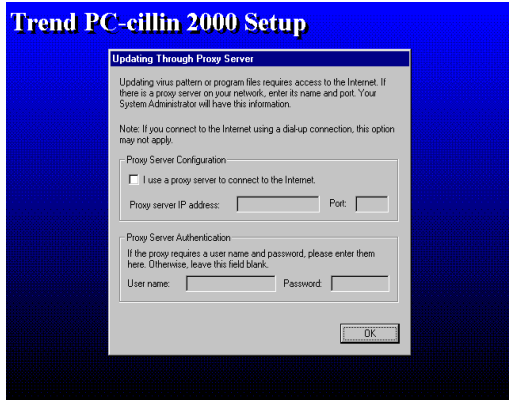 Trend PC-cillin 2000 Setup
Updating Through Proxy Server
Updating virus pattern or program files requires access to the Internet. If
there is a proxy server on your network, enter its name and port. Your
System Administrator will have this information.
Note: If you connect to the Internet using a dial-up connection, this option
may not apply.
Proxy Server Configuration
I use a proxy server to connect to the Internet.
Proxy server IP address: Port:
Proxy Server Authentication
If the proxy requires a user name and password, please enter them
here. Otherwise, leave this field blank.
User name: Password:
OK